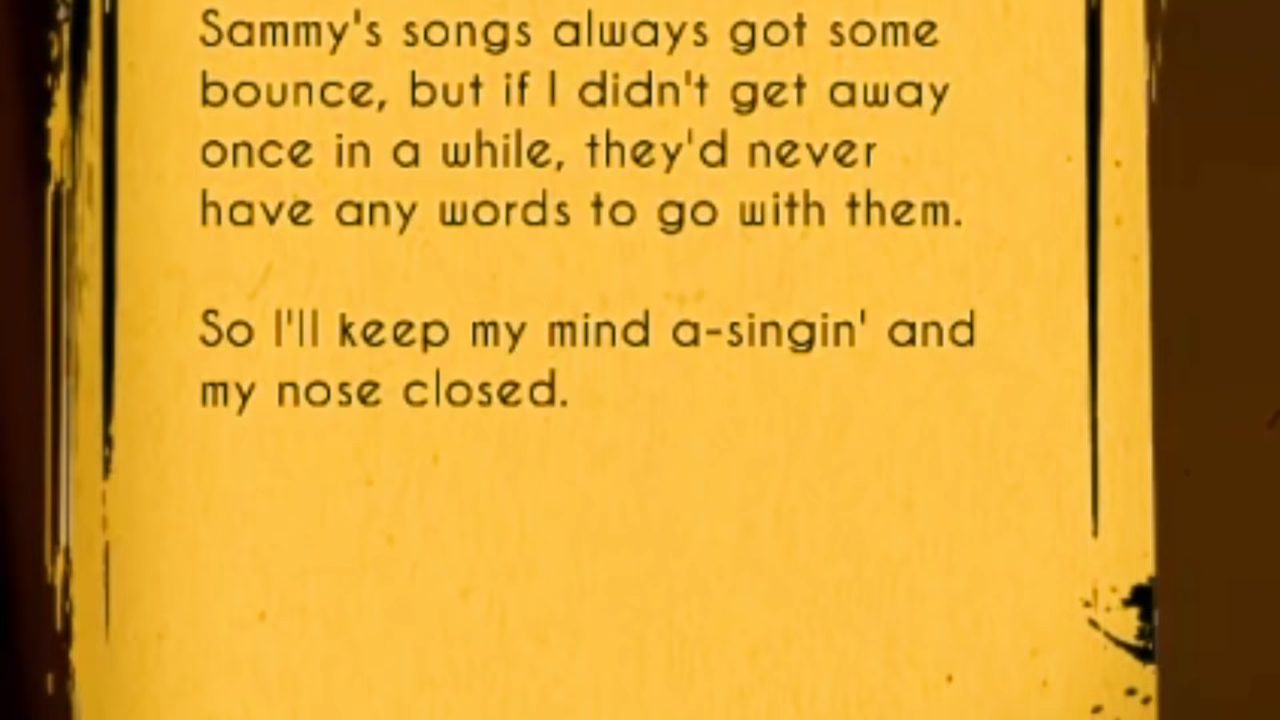 Sammy's songs always got some
bounce, but if I didn't get away
once in a while, they'd never
have any words to go with them.
So I'll keep my mind a-singin' and
my nose closed.